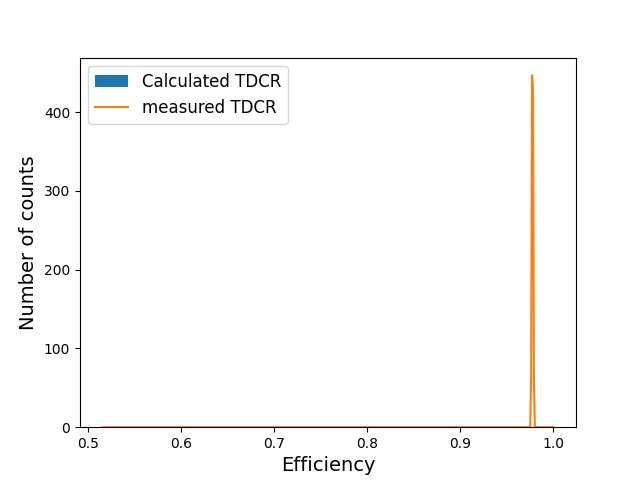 Calculated TDCR
measured TDCR
Number of counts
400
300
200
100
0
0.5 0.6 0.7 0.8 0.9 1.0
Efficiency